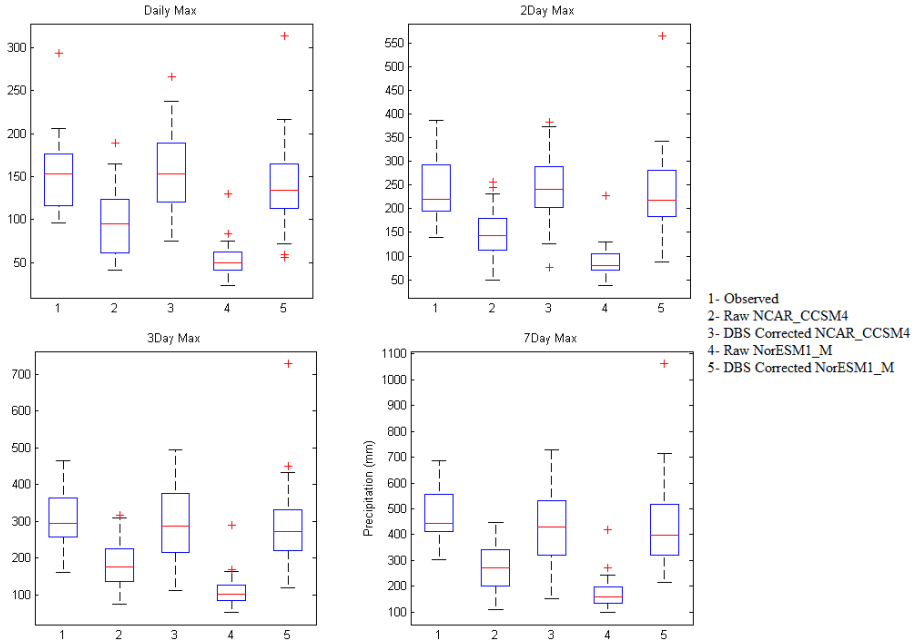 Daily Max
300
250
200
150
100
50
1 2 3 4 5
2Day Max
550
500
450
400
350
300
250
200
150
100
50
1 2 3 4 5
1- Observed
2- Raw NCAR_CCSM4
3- DBS Corrected NCAR_CCSM4
4- Raw NorESM1_M
5- DBS Corrected NorESM1_M
3Day Max
700
600
500
400
300
200
100
1 2 3 4 5
7Day Max
Precipitation (mm)
1100
1000
900
800
700
600
500
400
300
200
100
1 2 3 4 5